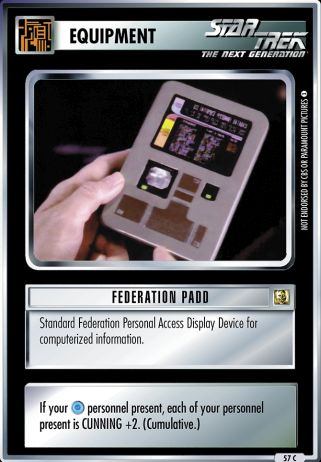 EQUIPMENT
STAR TREK
THE NEXT GENERATION
NOT ENDORSED BY CBS OR PARAMOUNT PICTURES
FEDERATION PADD
Standard Federation Personal Access Display Device for
computerized information.
If your personnel present, each of your personnel
present is CUNNING +2. (Cumulative.)
57 C